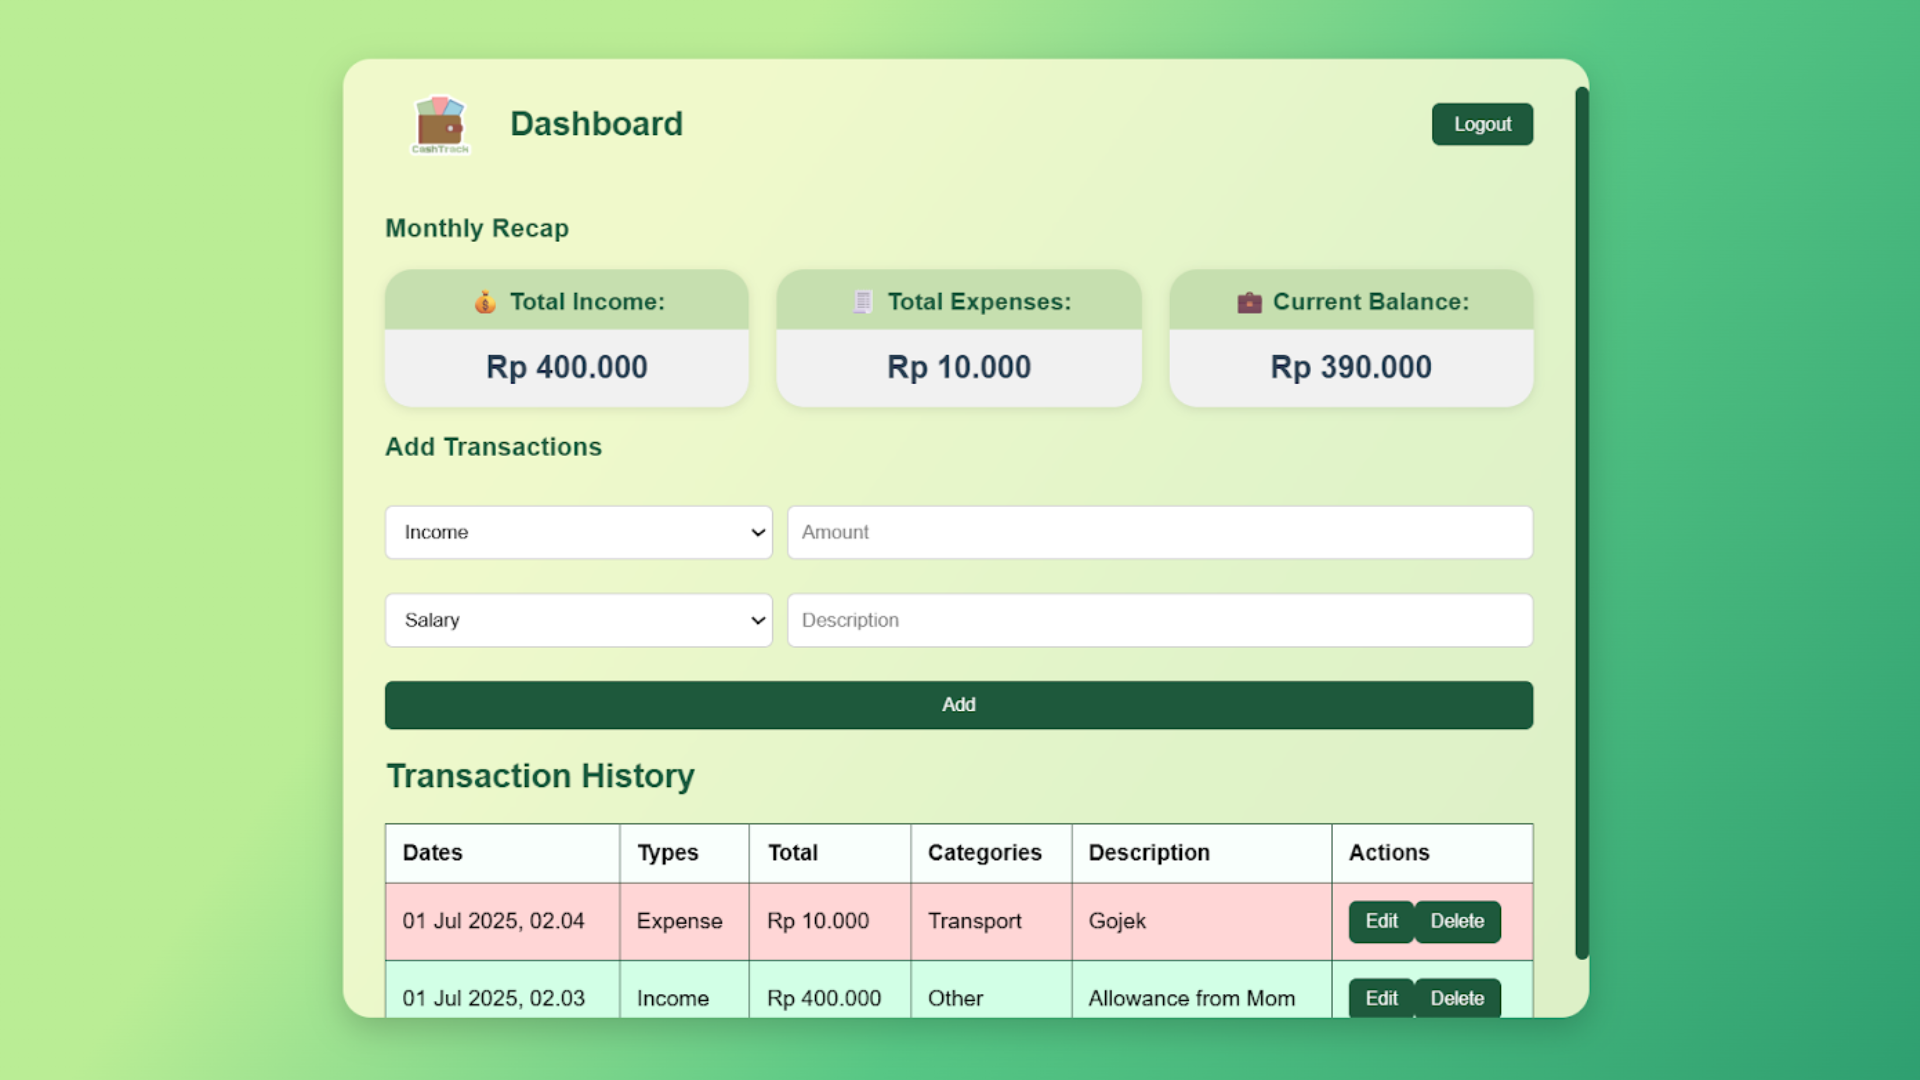 CashTrack
Dashboard
Logout
Monthly Recap
Total Income:
Total Expenses:
Current Balance:
Rp 400.000
Rp 10.000
Rp 390.000
Add Transactions
Income
Amount
Salary
Description
Add
Transaction History
Dates Types Total Categories Description Actions
01 Jul 2025, 02.04 Expense Rp 10.000 Transport Gojek Edit Delete
01 Jul 2025, 02.03 Income Rp 400.000 Other Allowance from Mom Edit Delete